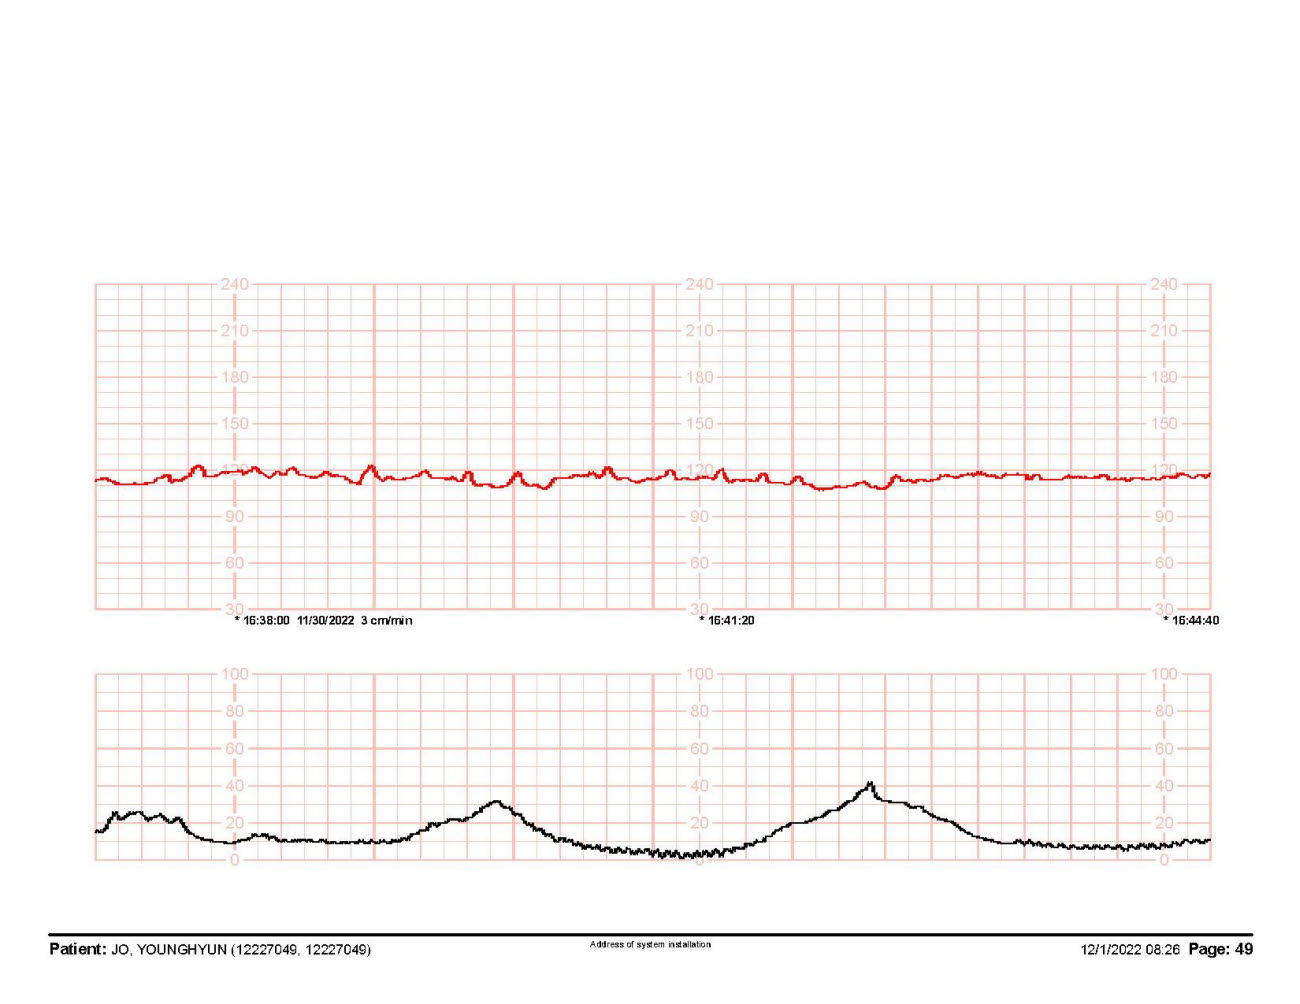 240 240 240
210 210 210
180 180 180
150 150 150
120 120 120
90 90 90
60 60 60
30 30 30
* 16:38:00 11/30/2022 3 cm/min * 16:41:20 * 16:44:40
100 100 100
80 80 80
60 60 60
40 40 40
20 20 20
0 0 0
Patient: JO, YOUNGHYUN (12227049, 12227049) Address of system installation 12/1/2022 08:26 Page: 49